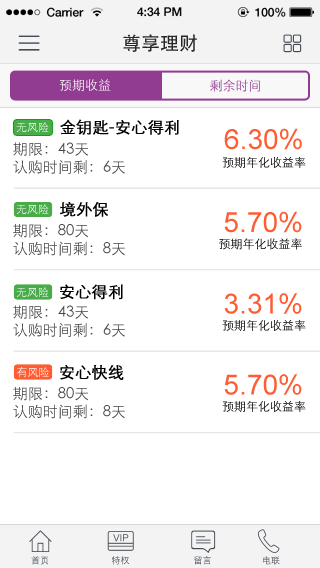 Carrier 4:34 PM 100%
尊享理财
预期收益 剩余时间
无风险 金钥匙-安心得利
期限：43天
认购时间剩：6天
6.30%
预期年化收益率
无风险 境外保
期限：80天
认购时间剩：8天
5.70%
预期年化收益率
无风险 安心得利
期限：43天
认购时间剩：6天
3.31%
预期年化收益率
有风险 安心快线
期限：80天
认购时间剩：8天
5.70%
预期年化收益率
VIP
首页 特权 留言 电联